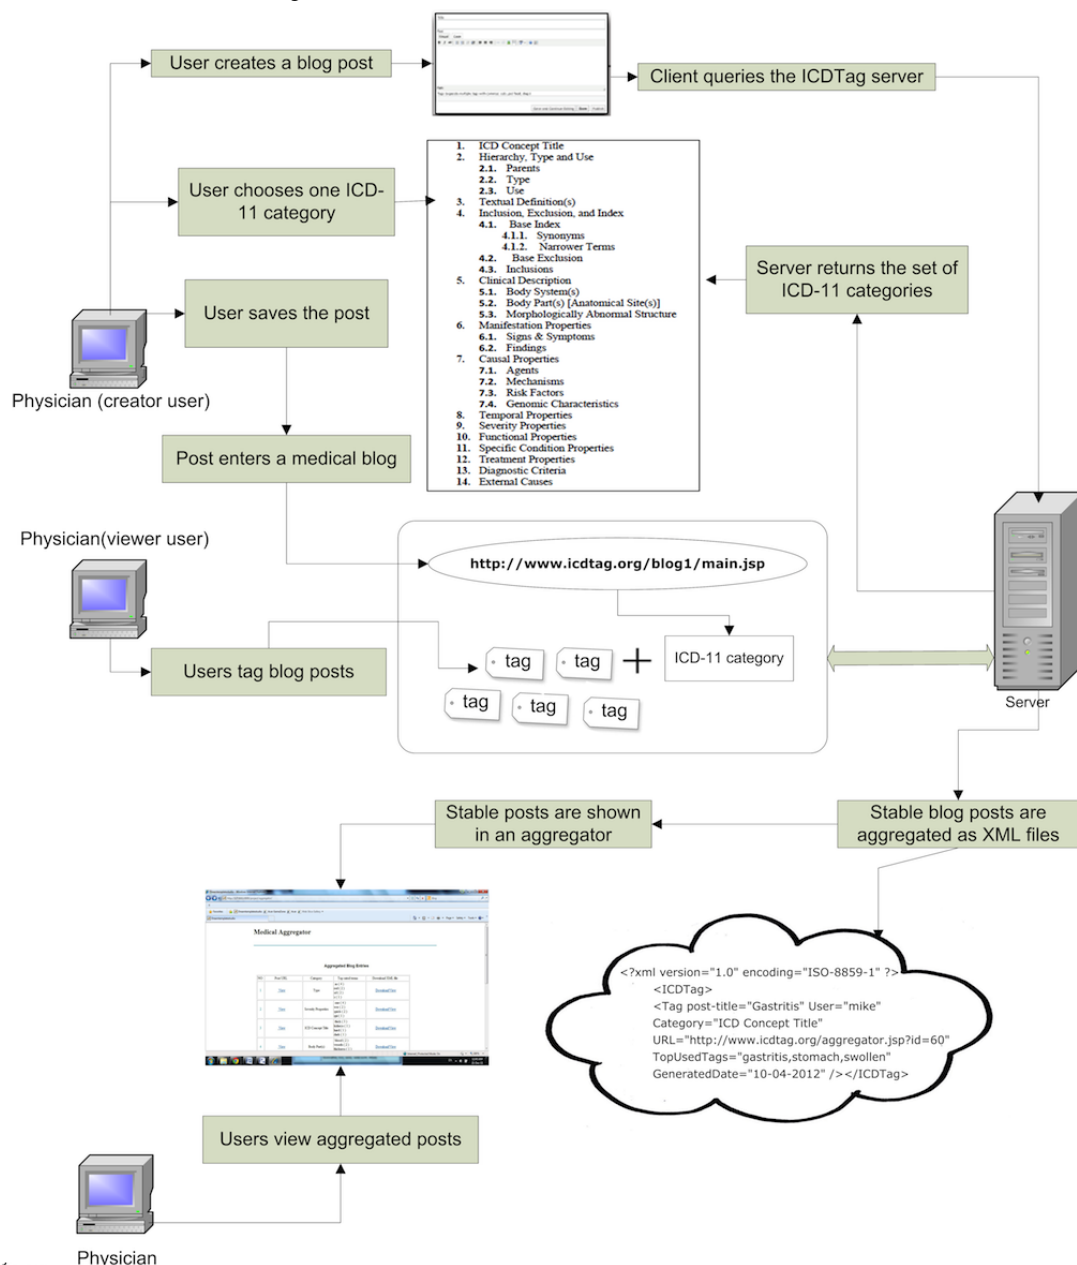 User creates a blog post
Client queries the ICDTag server
1. ICD Concept Title
2. Hierarchy, Type and Use
2.1. Parents
2.2. Type
2.3. Use
3. Textual Definition(s)
4. Inclusion, Exclusion, and Index
4.1. Base Index
4.1.1. Synonyms
4.1.2. Narrower Terms
4.2. Base Exclusion
4.3. Inclusions
5. Clinical Description
5.1. Body System(s)
5.2. Body Part(s) [Anatomical Site(s)]
5.3. Morphologically Abnormal Structure
6. Manifestation Properties
6.1. Signs & Symptoms
6.2. Findings
7. Causal Properties
7.1. Agents
7.2. Mechanisms
7.3. Risk Factors
7.4. Genomic Characteristics
8. Temporal Properties
9. Severity Properties
10. Functional Properties
11. Specific Condition Properties
12. Treatment Properties
13. Diagnostic Criteria
14. External Causes
User chooses one ICD-
11 category
Server returns the set of
ICD-11 categories
User saves the post
Physician (creator user)
Post enters a medical blog
Physician(viewer user)
http://www.icdtag.org/blog1/main.jsp
Users tag blog posts
tag
tag
+
ICD-11 category
tag
tag
tag
Server
Stable posts are shown
in an aggregator
Stable blog posts are
aggregated as XML files
Medical Aggregator
Aggregated Blog Entries
<?xml version="1.0" encoding="ISO-8859-1" ?>
<ICDTag>
<Tag post-title="Gastritis" User="mike"
Category="ICD Concept Title"
URL="http://www.icdtag.org/aggregator.jsp?id=60"
TopUsedTags="gastritis,stomach,swollen"
GeneratedDate="10-04-2012" /></ICDTag>
Users view aggregated posts
Physician